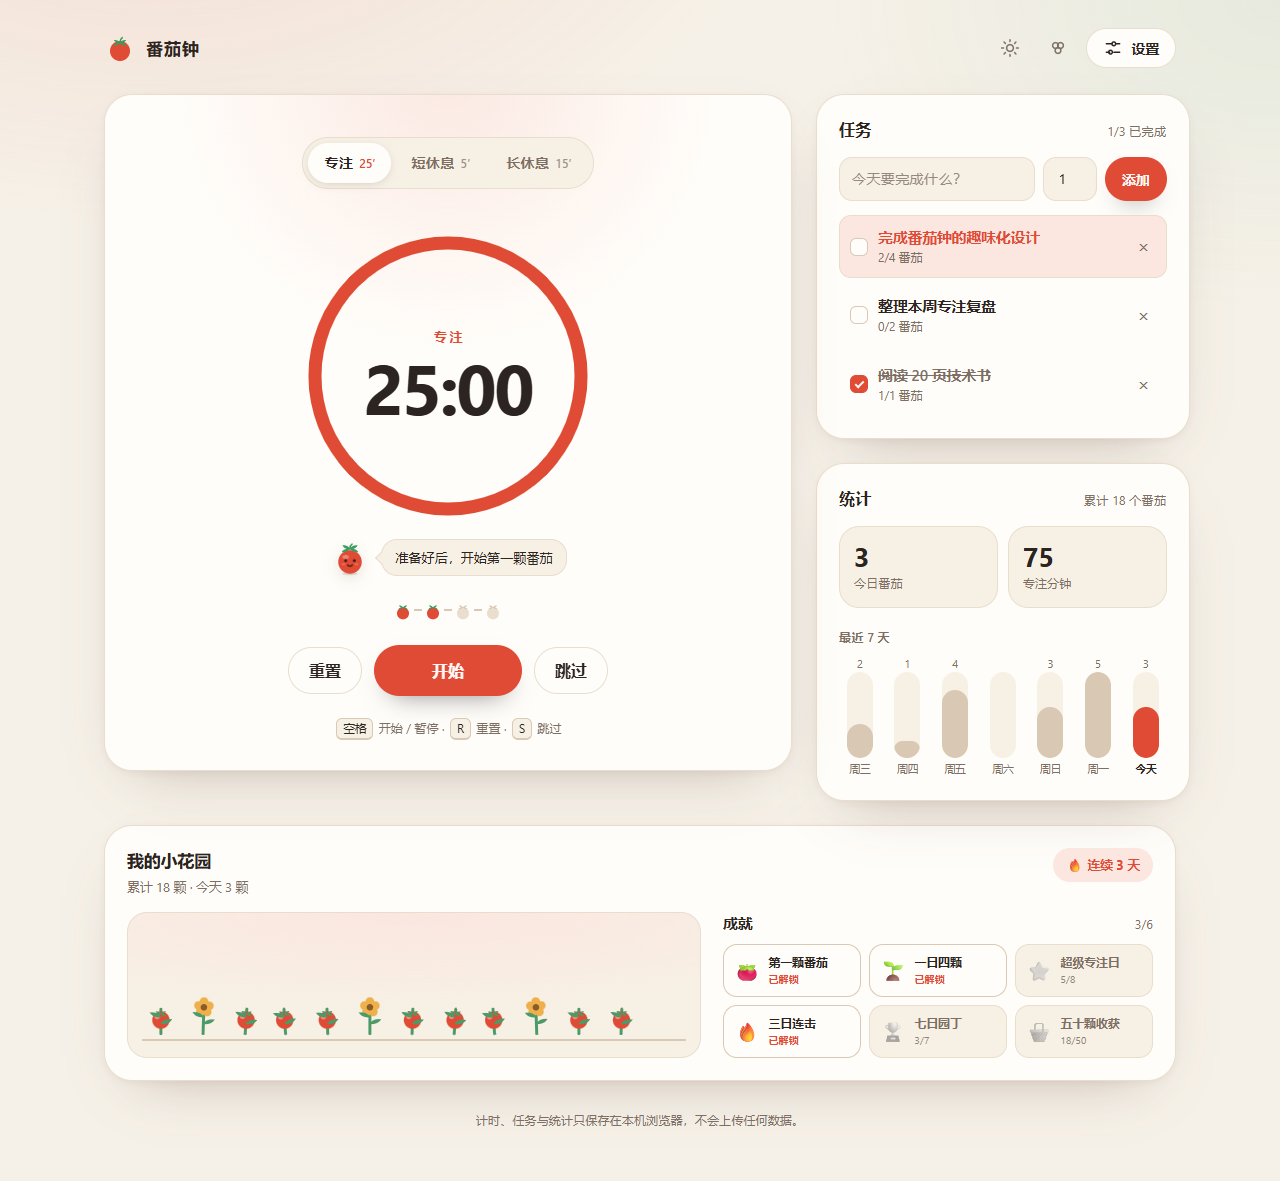 番茄钟
设置
专注 25′
短休息 5′
长休息 15′
专注
25:00
准备好后，开始第一颗番茄
重置
开始
跳过
空格 开始 / 暂停 · R 重置 · S 跳过
任务
1/3 已完成
今天要完成什么？
1
添加
完成番茄钟的趣味化设计
2/4 番茄
×
整理本周专注复盘
0/2 番茄
×
阅读 20 页技术书
1/1 番茄
×
统计
累计 18 个番茄
3
今日番茄
75
专注分钟
最近 7 天
2 1 4 3 5 3
周三 周四 周五 周六 周日 周一 今天
我的小花园
累计 18 颗 · 今天 3 颗
连续 3 天
成就
3/6
第一颗番茄
已解锁
一日四颗
已解锁
超级专注日
5/8
三日连击
已解锁
七日园丁
3/7
五十颗收获
18/50
计时、任务与统计只保存在本机浏览器，不会上传任何数据。